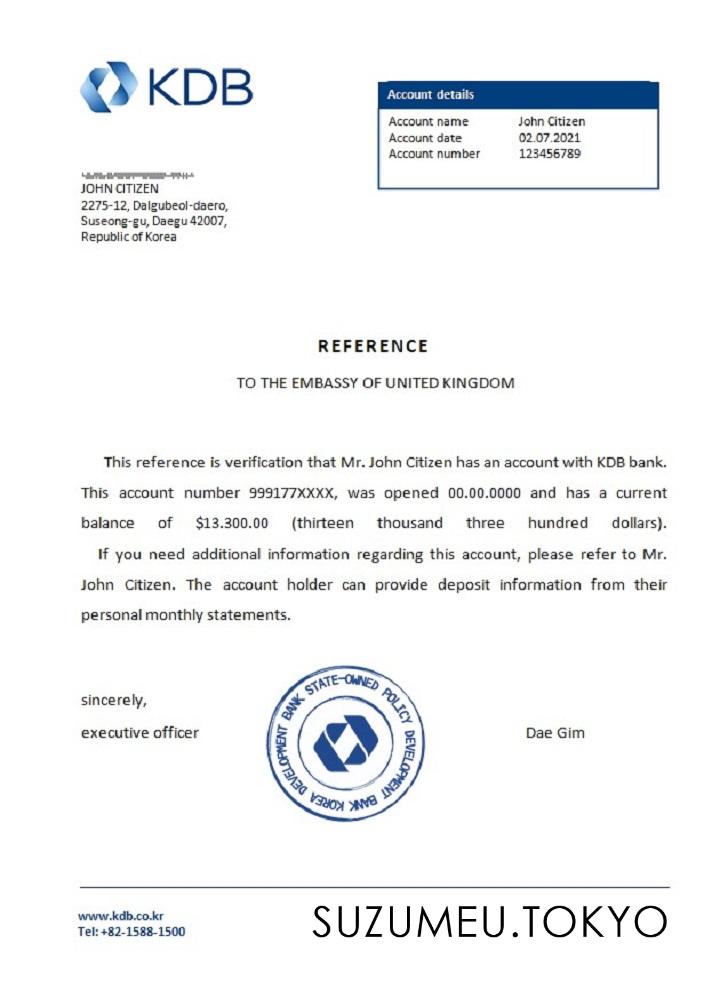 KDB
Account details
Account name John Citizen
Account date 02.07.2021
Account number 123456789
JOHN CITIZEN
2275-12, Dalgubeol-daero,
Suseong-gu, Daegu 42007,
Republic of Korea
REFERENCE
TO THE EMBASSY OF UNITED KINGDOM
This reference is verification that Mr. John Citizen has an account with KDB bank.
This account number 999177XXXX, was opened 00.00.0000 and has a current
balance of $13.300.00 (thirteen thousand three hundred dollars).
If you need additional information regarding this account, please refer to Mr.
John Citizen. The account holder can provide deposit information from their
personal monthly statements.
sincerely,
executive officer
STATE-OWNED POLICY DEVELOPMENT BANK KOREA DEVELOPMENT BANK
Dae Gim
www.kdb.co.kr
Tel: +82-1588-1500
SUZUMEU.TOKYO